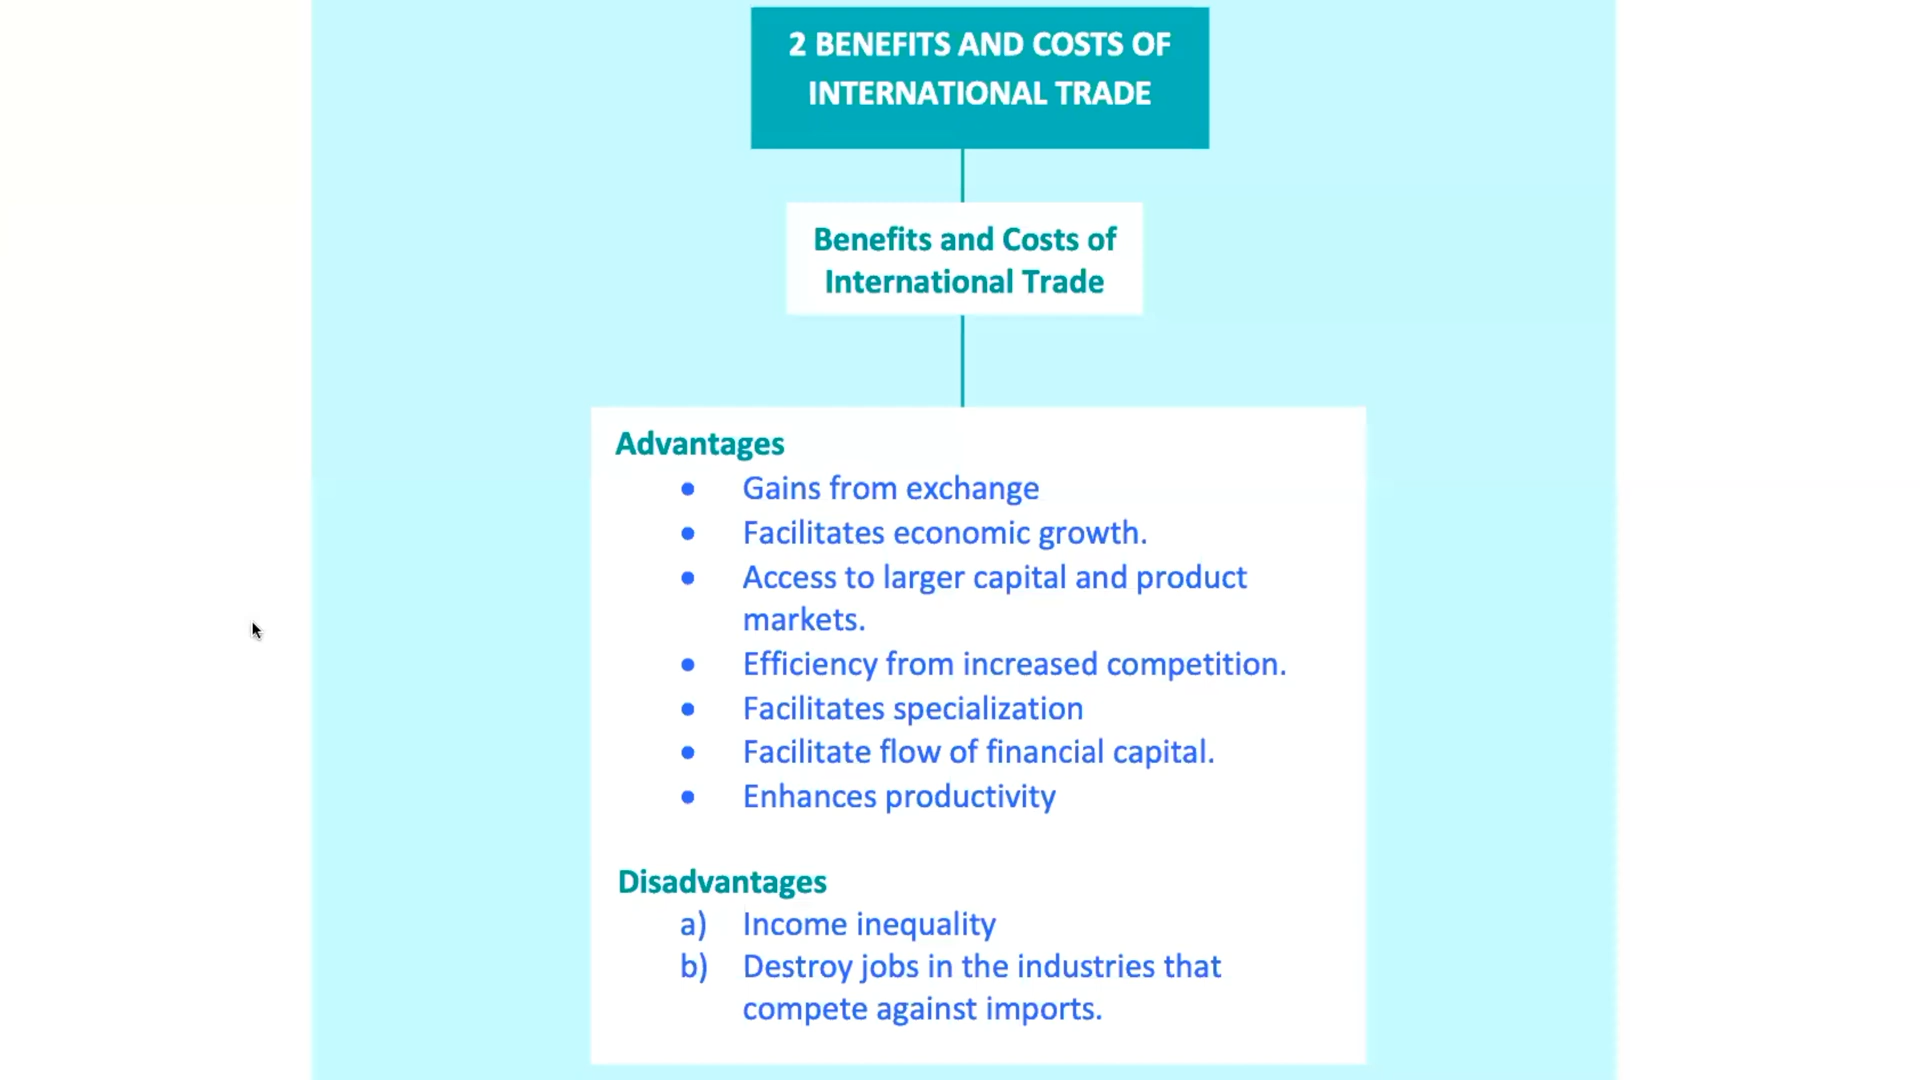 2 BENEFITS AND COSTS OF
INTERNATIONAL TRADE
Benefits and Costs of
International Trade
Advantages
• Gains from exchange
• Facilitates economic growth.
• Access to larger capital and product
markets.
• Efficiency from increased competition.
• Facilitates specialization
• Facilitate flow of financial capital.
• Enhances productivity
Disadvantages
a) Income inequality
b) Destroy jobs in the industries that
compete against imports.